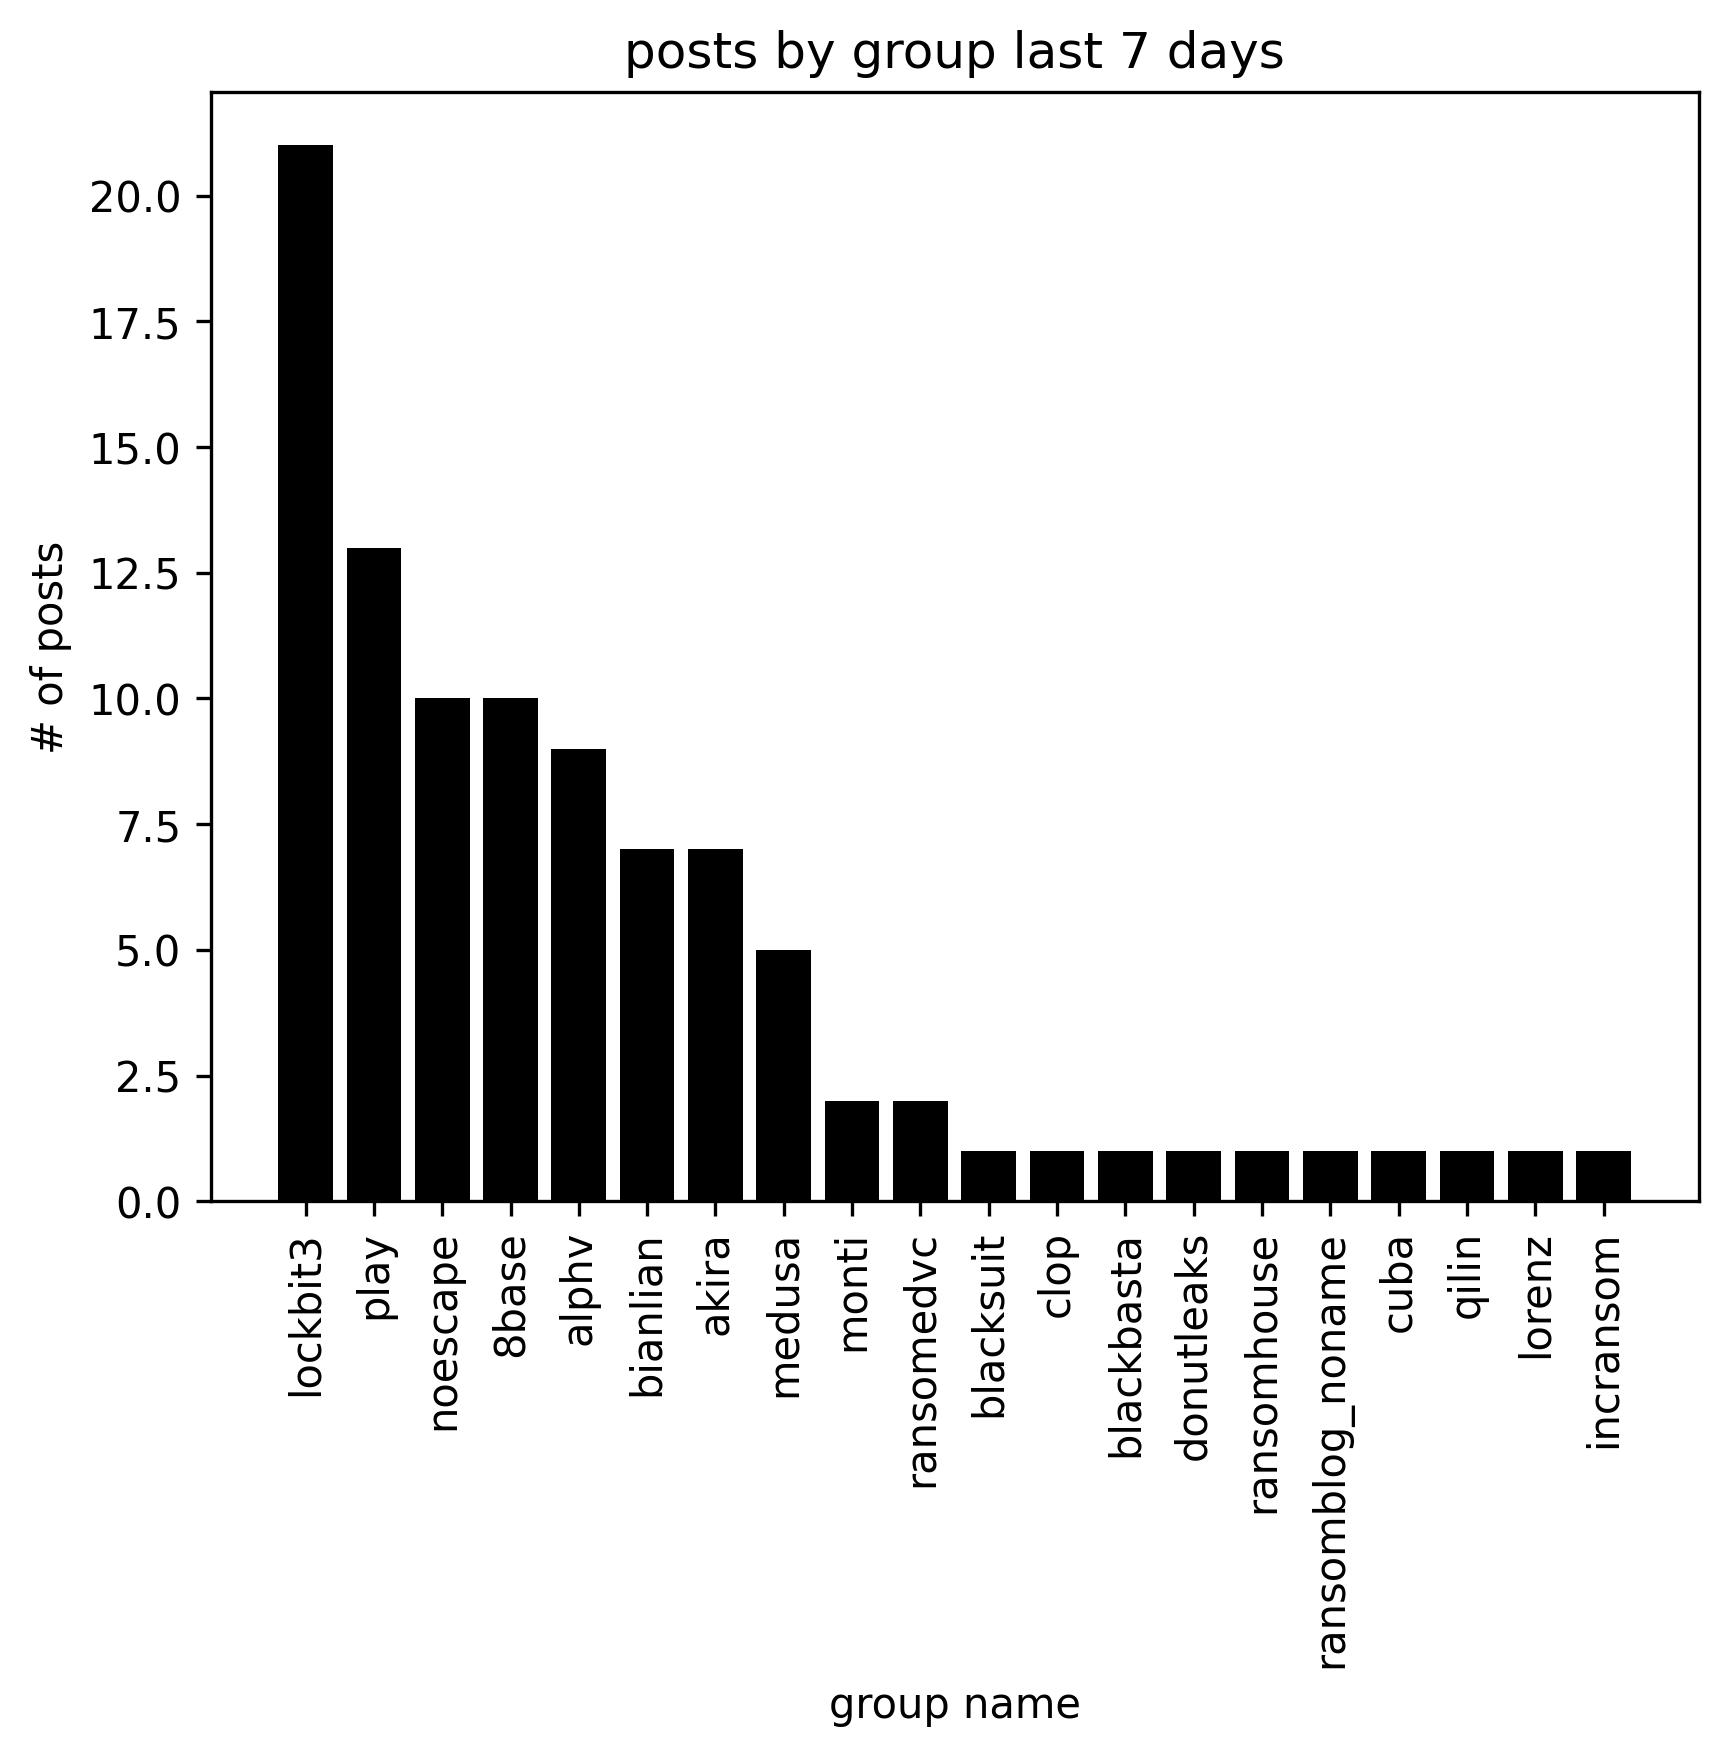 posts by group last 7 days
# of posts
20.0
17.5
15.0
12.5
10.0
7.5
5.0
2.5
0.0
lockbit3
play
noescape
8base
alphv
bianlian
akira
medusa
monti
ransomedvc
blacksuit
clop
blackbasta
donutleaks
ransomhouse
ransomblog_noname
cuba
qilin
lorenz
incransom
group name